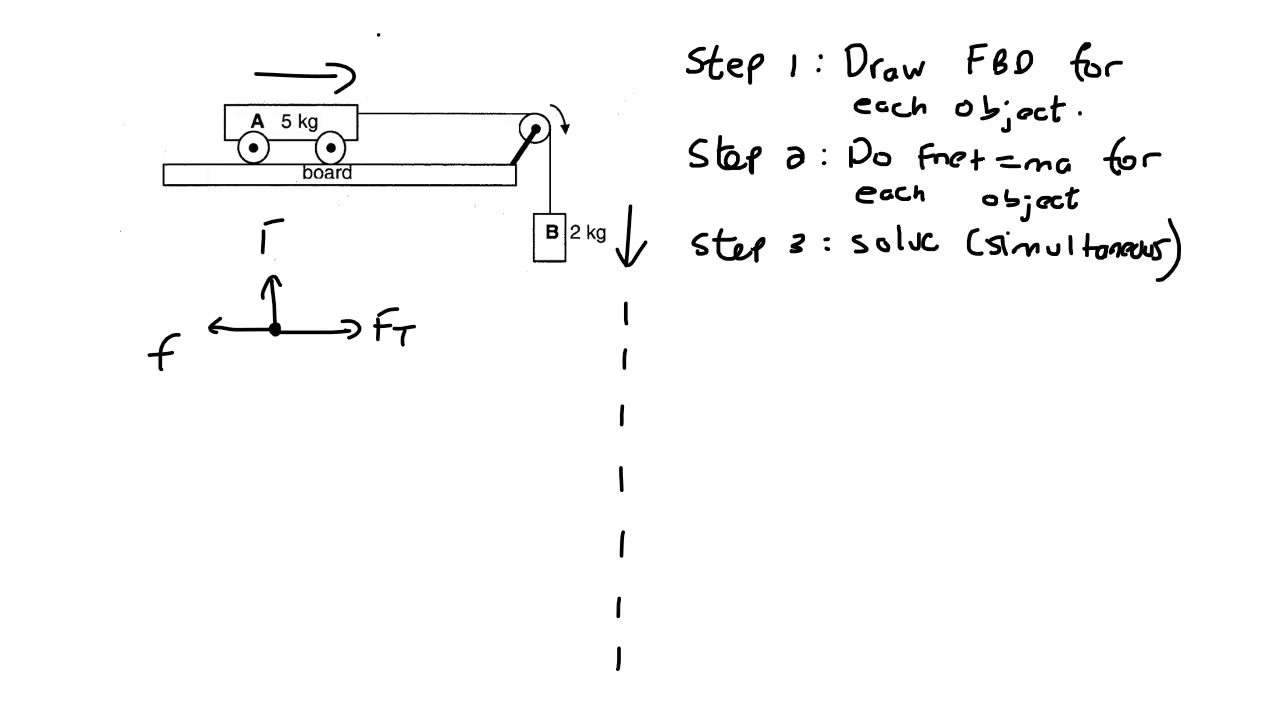 Step 1 : Draw FBD for
each object.
A 5 kg
Step 2 : Do Fnet = ma for
board
each object
B 2 kg
Step 3 : solve (simultaneous)
FT
f